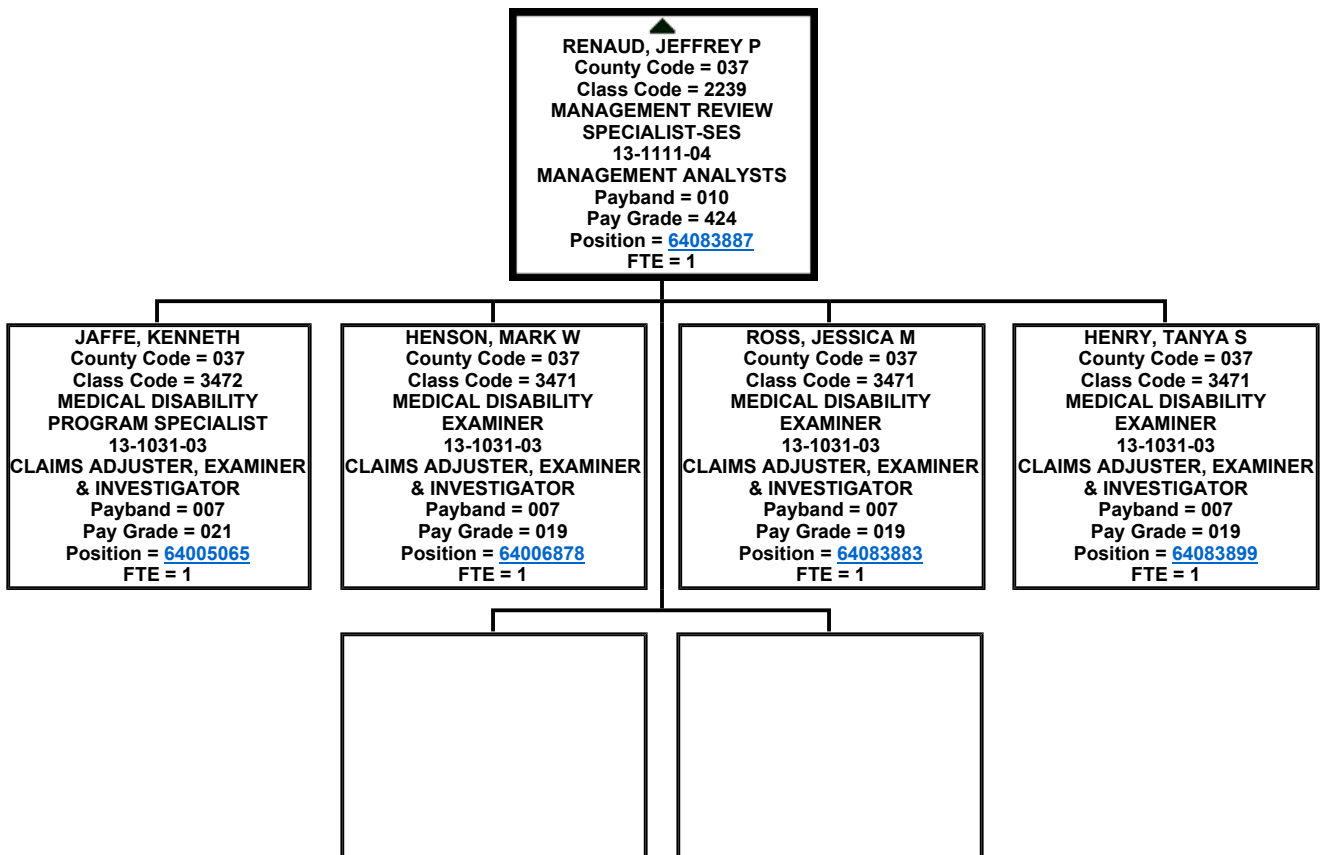 RENAUD, JEFFREY P
County Code = 037
Class Code = 2239
MANAGEMENT REVIEW
SPECIALIST-SES
13-1111-04
MANAGEMENT ANALYSTS
Payband = 010
Pay Grade = 424
Position = 64083887
FTE = 1
JAFFE, KENNETH
County Code = 037
Class Code = 3472
MEDICAL DISABILITY
PROGRAM SPECIALIST
13-1031-03
CLAIMS ADJUSTER, EXAMINER
& INVESTIGATOR
Payband = 007
Pay Grade = 021
Position = 64005065
FTE = 1
HENSON, MARK W
County Code = 037
Class Code = 3471
MEDICAL DISABILITY
EXAMINER
13-1031-03
CLAIMS ADJUSTER, EXAMINER
& INVESTIGATOR
Payband = 007
Pay Grade = 019
Position = 64006878
FTE = 1
ROSS, JESSICA M
County Code = 037
Class Code = 3471
MEDICAL DISABILITY
EXAMINER
13-1031-03
CLAIMS ADJUSTER, EXAMINER
& INVESTIGATOR
Payband = 007
Pay Grade = 019
Position = 64083883
FTE = 1
HENRY, TANYA S
County Code = 037
Class Code = 3471
MEDICAL DISABILITY
EXAMINER
13-1031-03
CLAIMS ADJUSTER, EXAMINER
& INVESTIGATOR
Payband = 007
Pay Grade = 019
Position = 64083899
FTE = 1